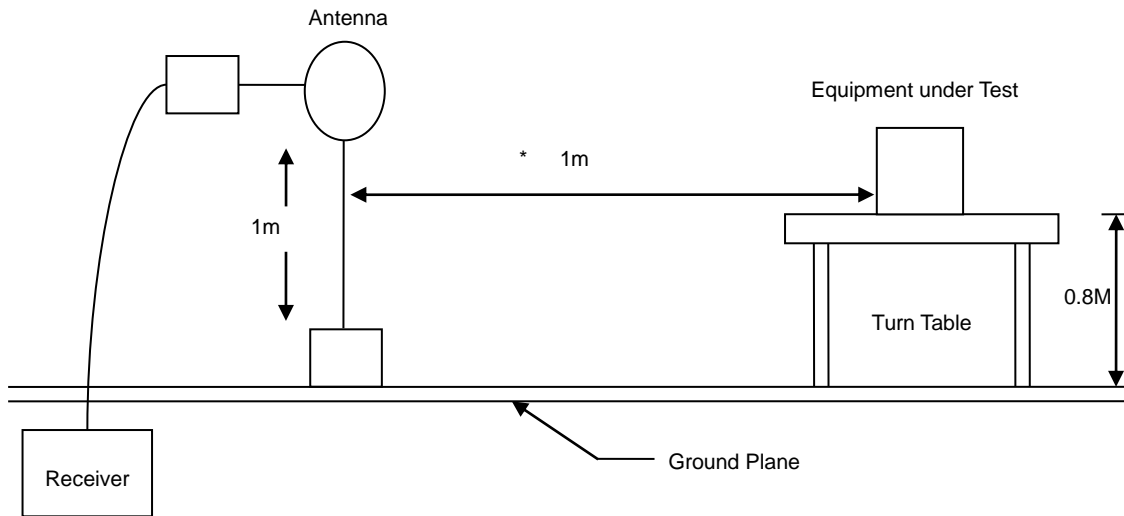 Antenna
Equipment under Test
* 1m
1m
0.8M
Turn Table
Ground Plane
Receiver